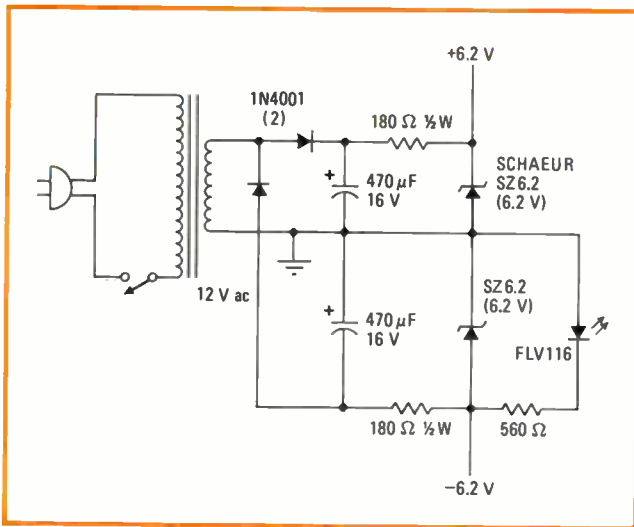 +6.2 V
1N4001
(2)
180 Ω ½W
SCHAEUR
SZ6.2
(6.2 V)
+
470 µF
16 V
12 V ac
SZ6.2
(6.2 V)
+
470 µF
16 V
FLV116
180 Ω ½W
560 Ω
−6.2 V